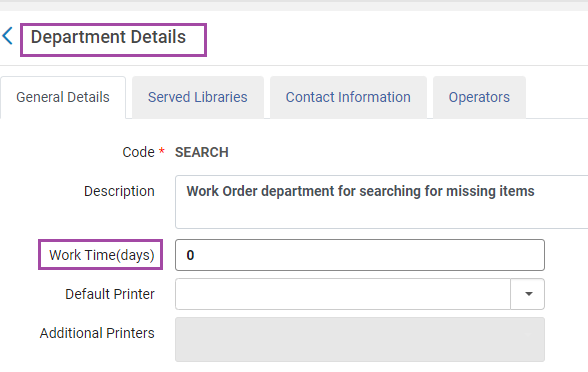 Department Details
General Details Served Libraries Contact Information Operators
Code * SEARCH
Description Work Order department for searching for missing items
Work Time(days) 0
Default Printer
Additional Printers